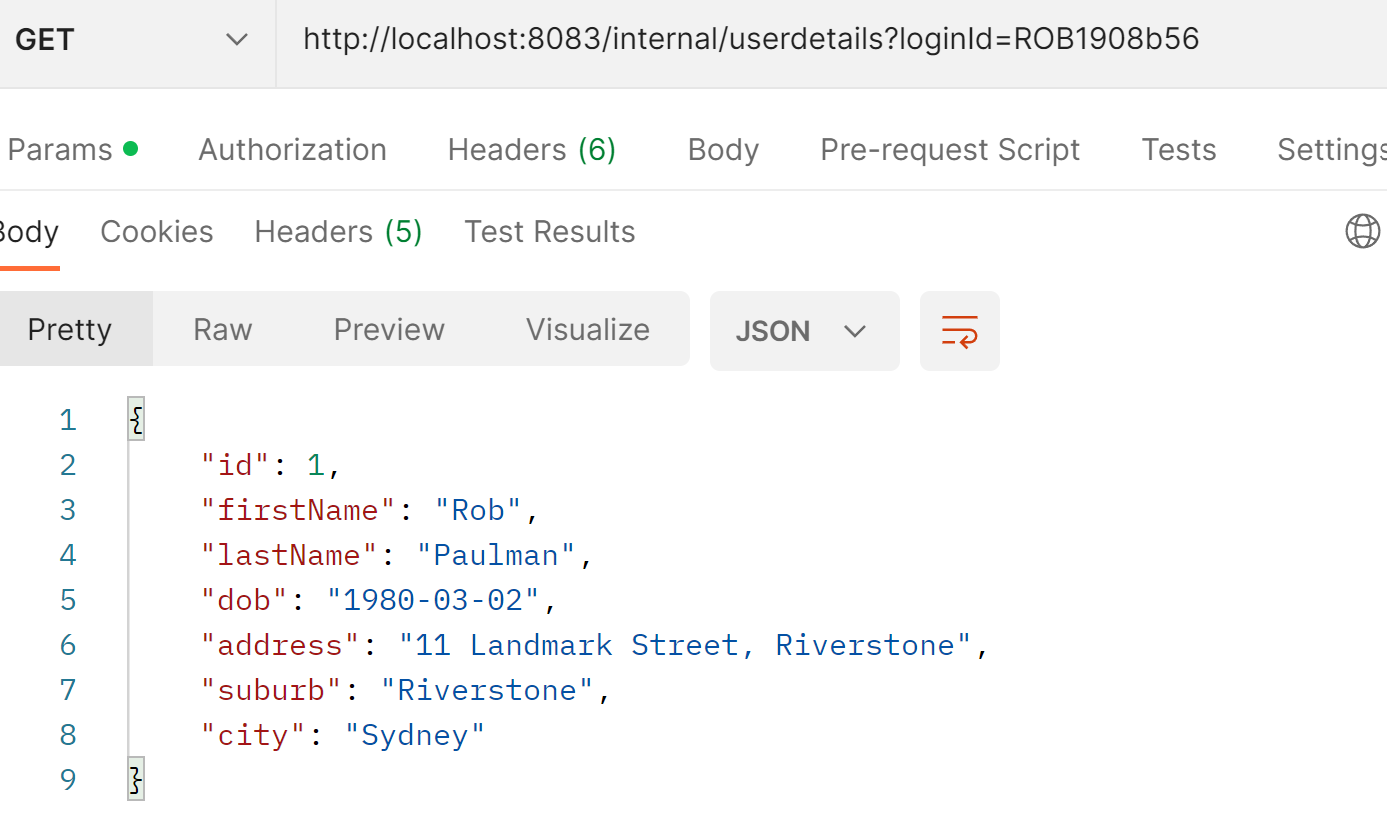 GET http://localhost:8083/internal/userdetails?loginId=ROB1908b56
Params Authorization Headers (6) Body Pre-request Script Tests Settings
Body Cookies Headers (5) Test Results
Pretty Raw Preview Visualize JSON
1 {
2 "id": 1,
3 "firstName": "Rob",
4 "lastName": "Paulman",
5 "dob": "1980-03-02",
6 "address": "11 Landmark Street, Riverstone",
7 "suburb": "Riverstone",
8 "city": "Sydney"
9 }